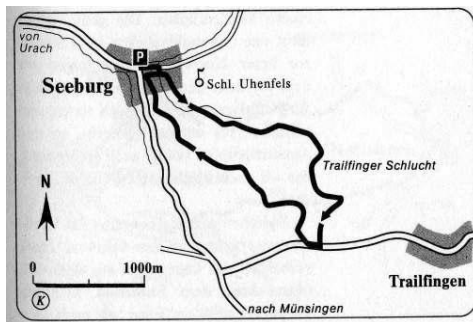 von
Urach
P
Seeburg
Schl. Uhenfels
Trailfinger Schlucht
N
0
1000m
Trailfingen
K
nach Münsingen